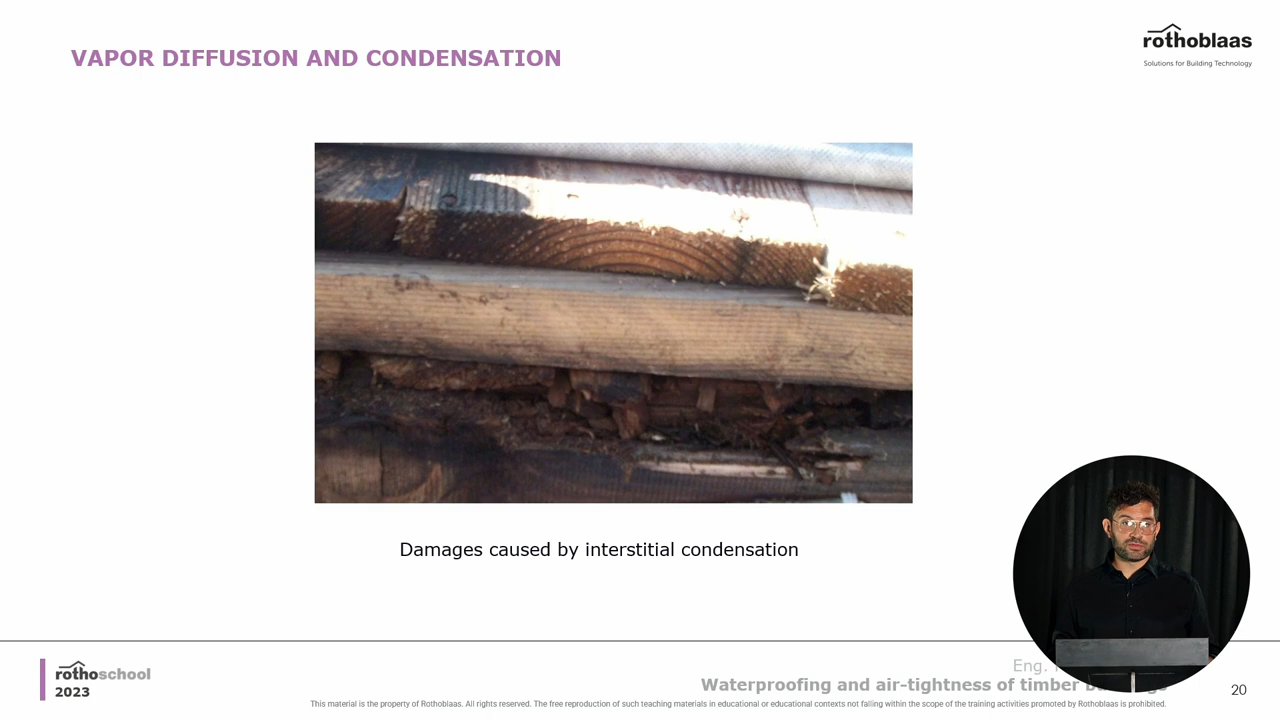 VAPOR DIFFUSION AND CONDENSATION
rothoblaas
Solutions for Building Technology
Damages caused by interstitial condensation
rothoschool
2023
Eng.
Waterproofing and air-tightness of timber
This material is the property of Rothoblaas. All rights reserved. The free reproduction of such teaching materials in educational or educational contexts not falling within the scope of the training activities promoted by Rothoblaas is prohibited.
20